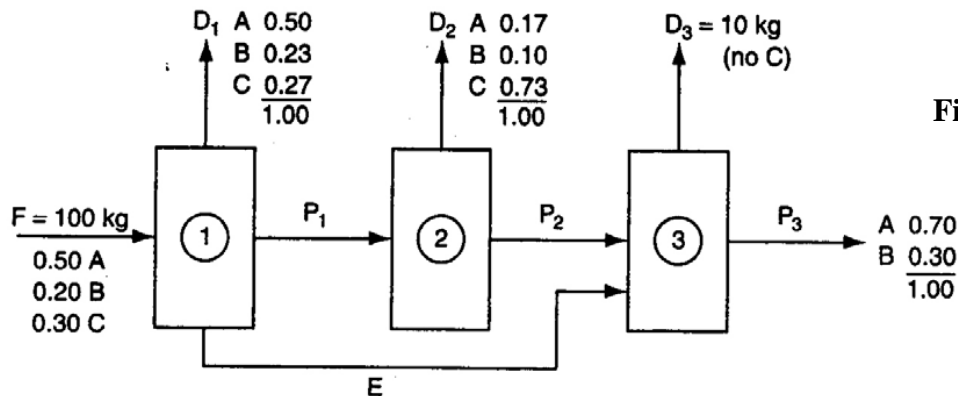 D₁ A 0.50
B 0.23
C 0.27
1.00
D₂ A 0.17
B 0.10
C 0.73
1.00
D₃ = 10 kg
(no C)
Fi
F = 100 kg
0.50 A
0.20 B
0.30 C
1
P₁
2
P₂
3
P₃
A 0.70
B 0.30
1.00
E